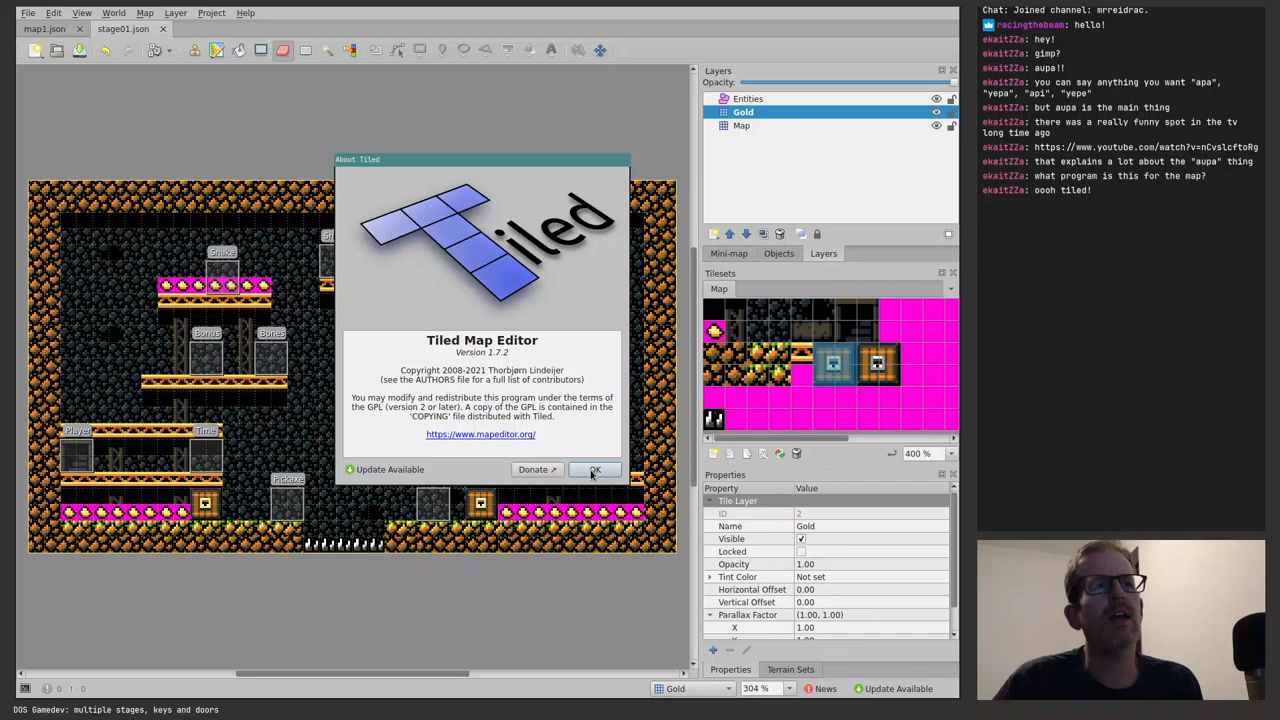 File Edit View World Map Layer Project Help
map1.json
stage01.json
Layers
Opacity:
Entities
Gold
Map
Mini-map Objects Layers
Tilesets
Map
400 %
Properties
Property Value
Tile Layer
ID 2
Name Gold
Visible
Locked
Opacity 1.00
Tint Color Not set
Horizontal Offset 0.00
Vertical Offset 0.00
Parallax Factor (1.00, 1.00)
X 1.00
Properties Terrain Sets
Gold 304 % News Update Available
Snake
Bonus
Bones
Player
Time
Pickaxe
About Tiled
Tiled
Tiled Map Editor
Version 1.7.2
Copyright 2008-2021 Thorbjørn Lindeijer
(see the AUTHORS file for a full list of contributors)
You may modify and redistribute this program under the terms of
the GPL (version 2 or later). A copy of the GPL is contained in the
'COPYING' file distributed with Tiled.
https://www.mapeditor.org/
Update Available
Donate ↗
OK
0 0
DOS Gamedev: multiple stages, keys and doors
Chat: Joined channel: mrreidrac.
racingthebeam: hello!
ekaitZZa: hey!
ekaitZZa: gimp?
ekaitZZa: aupa!!
ekaitZZa: you can say anything you want "apa",
"yepa", "api", "yepe"
ekaitZZa: but aupa is the main thing
ekaitZZa: there was a really funny spot in the tv
long time ago
ekaitZZa: https://www.youtube.com/watch?v=nCvslcftoRg
ekaitZZa: that explains a lot about the "aupa" thing
ekaitZZa: what program is this for the map?
ekaitZZa: oooh tiled!